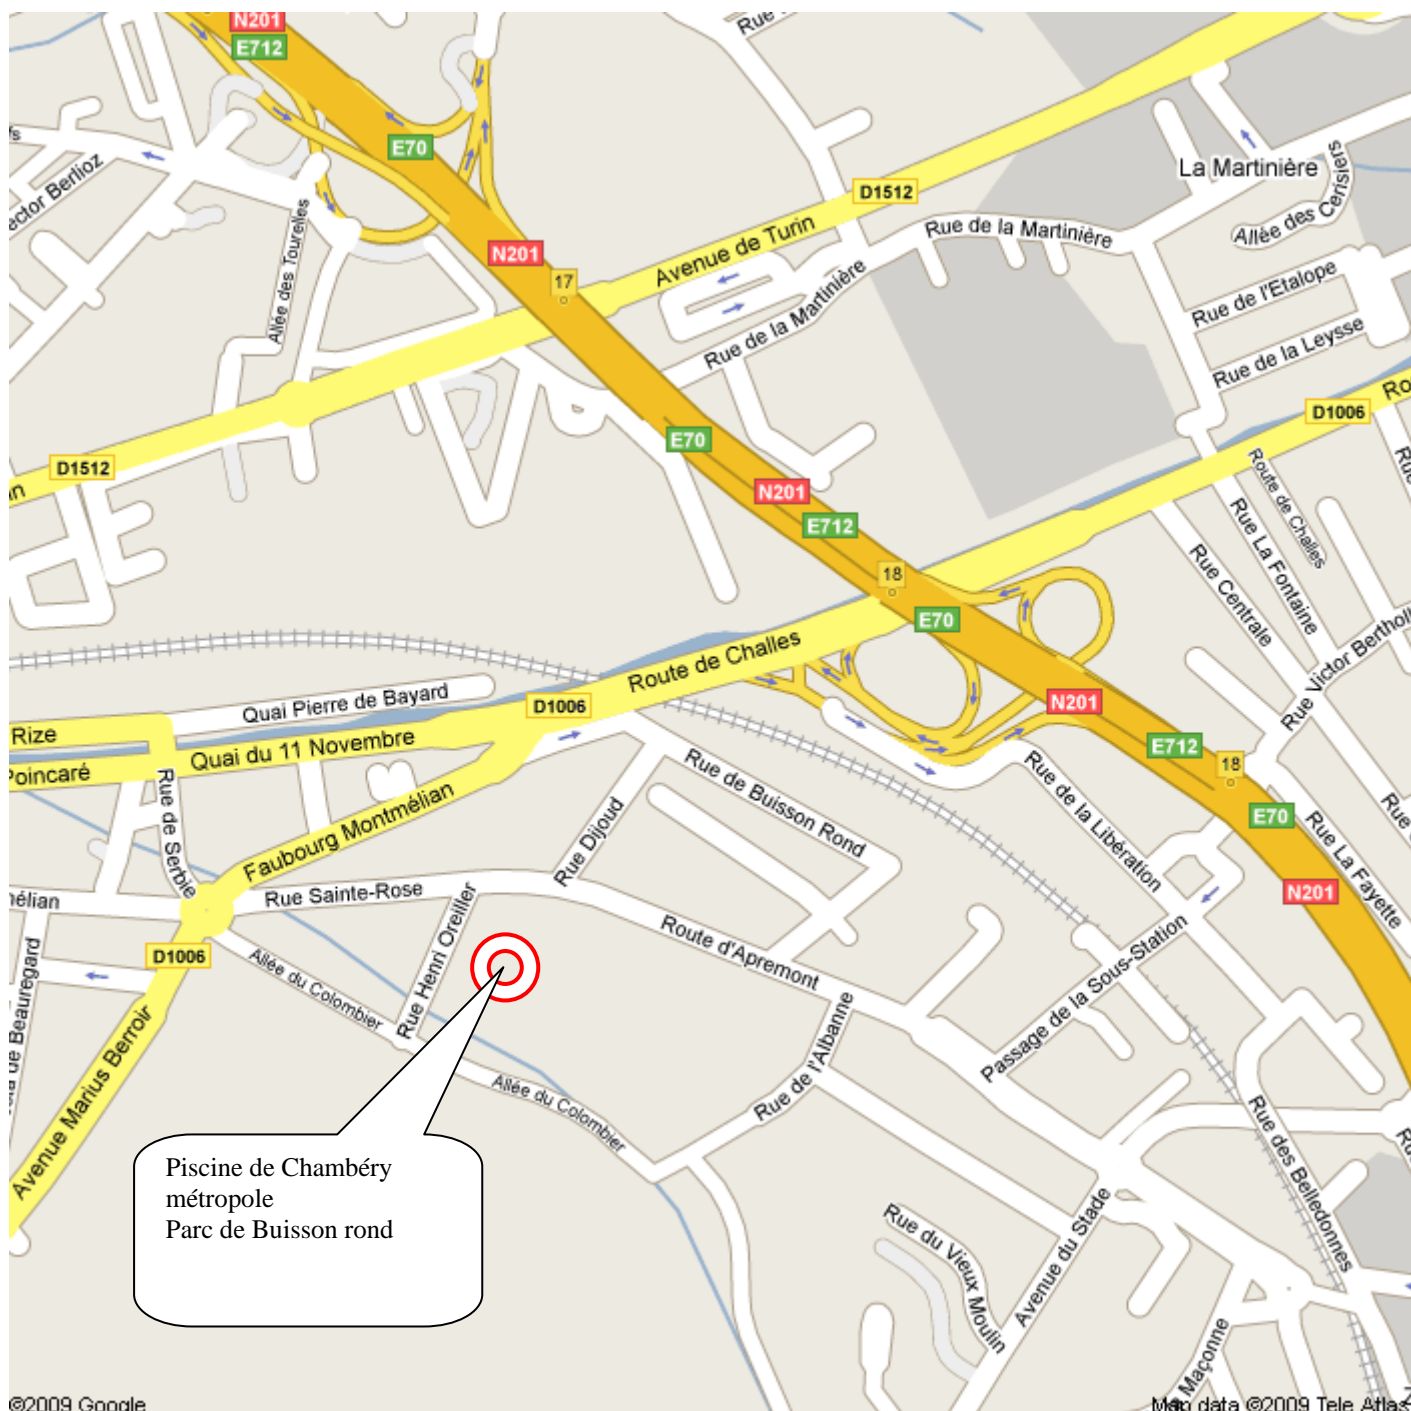 N201
E712
Rue
E70
La Martinière
D1512
Allée des Cerisiers
ector Berlioz
Allée des Tourelles
N201
Avenue de Turin
Rue de la Martinière
17
Rue de l'Etalope
Rue de la Martinière
Rue de la Leysse
Ro
D1006
E70
D1512
in
N201
E712
Route de Challes
Rue La Fontaine
Rue Centrale
18
E70
Rue Victor Berthol
Route de Challes
Quai Pierre de Bayard
D1006
N201
Rize
Quai du 11 Novembre
E712
18
Poincaré
Rue de Serbie
Faubourg Montmélian
Rue Dijoud
Rue de Buisson Rond
Rue de la Libération
E70
Rue La Fayette
Rue
N201
nélian
Rue Sainte-Rose
Route d'Apremont
D1006
Allée du Colombier
Rue Henri Oreiller
Passage de la Sous-Station
de Beauregard
Avenue Marius Berroir
Rue de l'Albanne
Allée du Colombier
Rue des Belledonnes
Piscine de Chambéry
métropole
Parc de Buisson rond
Rue du Vieux Moulin
Avenue du Stade
Maçonne
©2009 Google
Map data ©2009 Tele Atlas